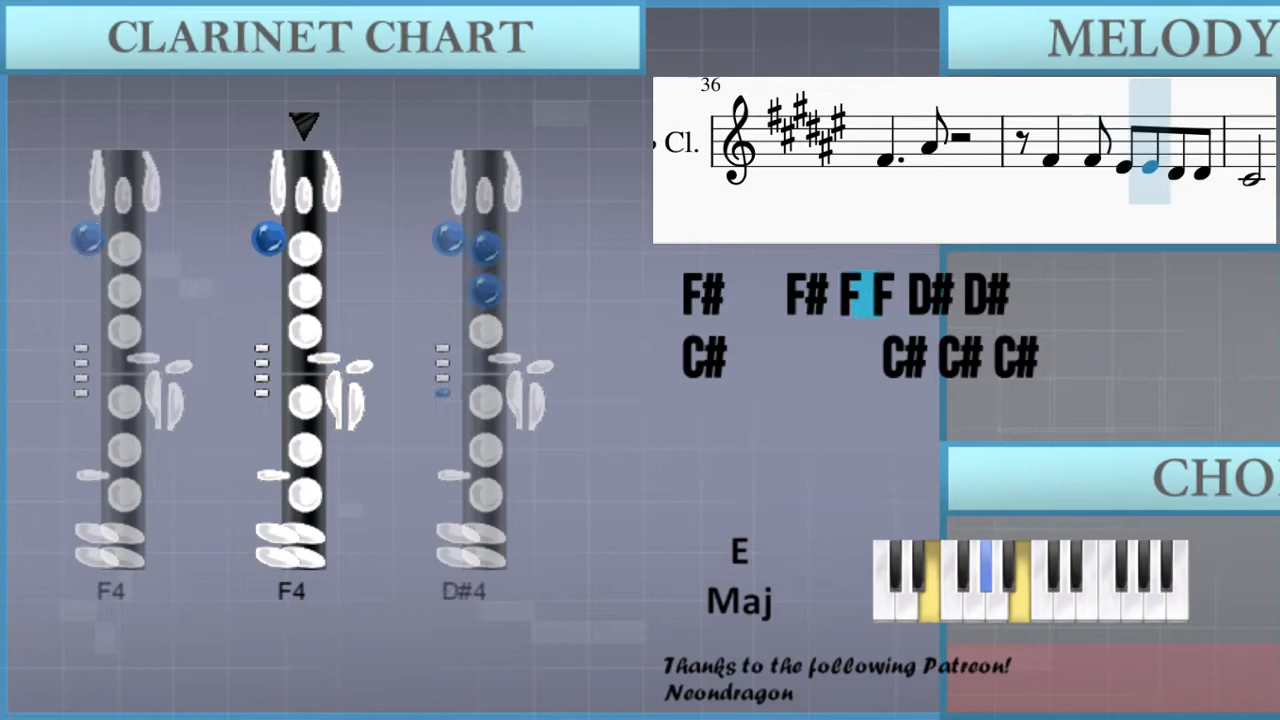 CLARINET CHART
MELODY
36
Cl.
F# F# F F D# D#
C# C# C# C#
F4 F4 D#4
CHO
E
Maj
Thanks to the following Patreon!
Neondragon